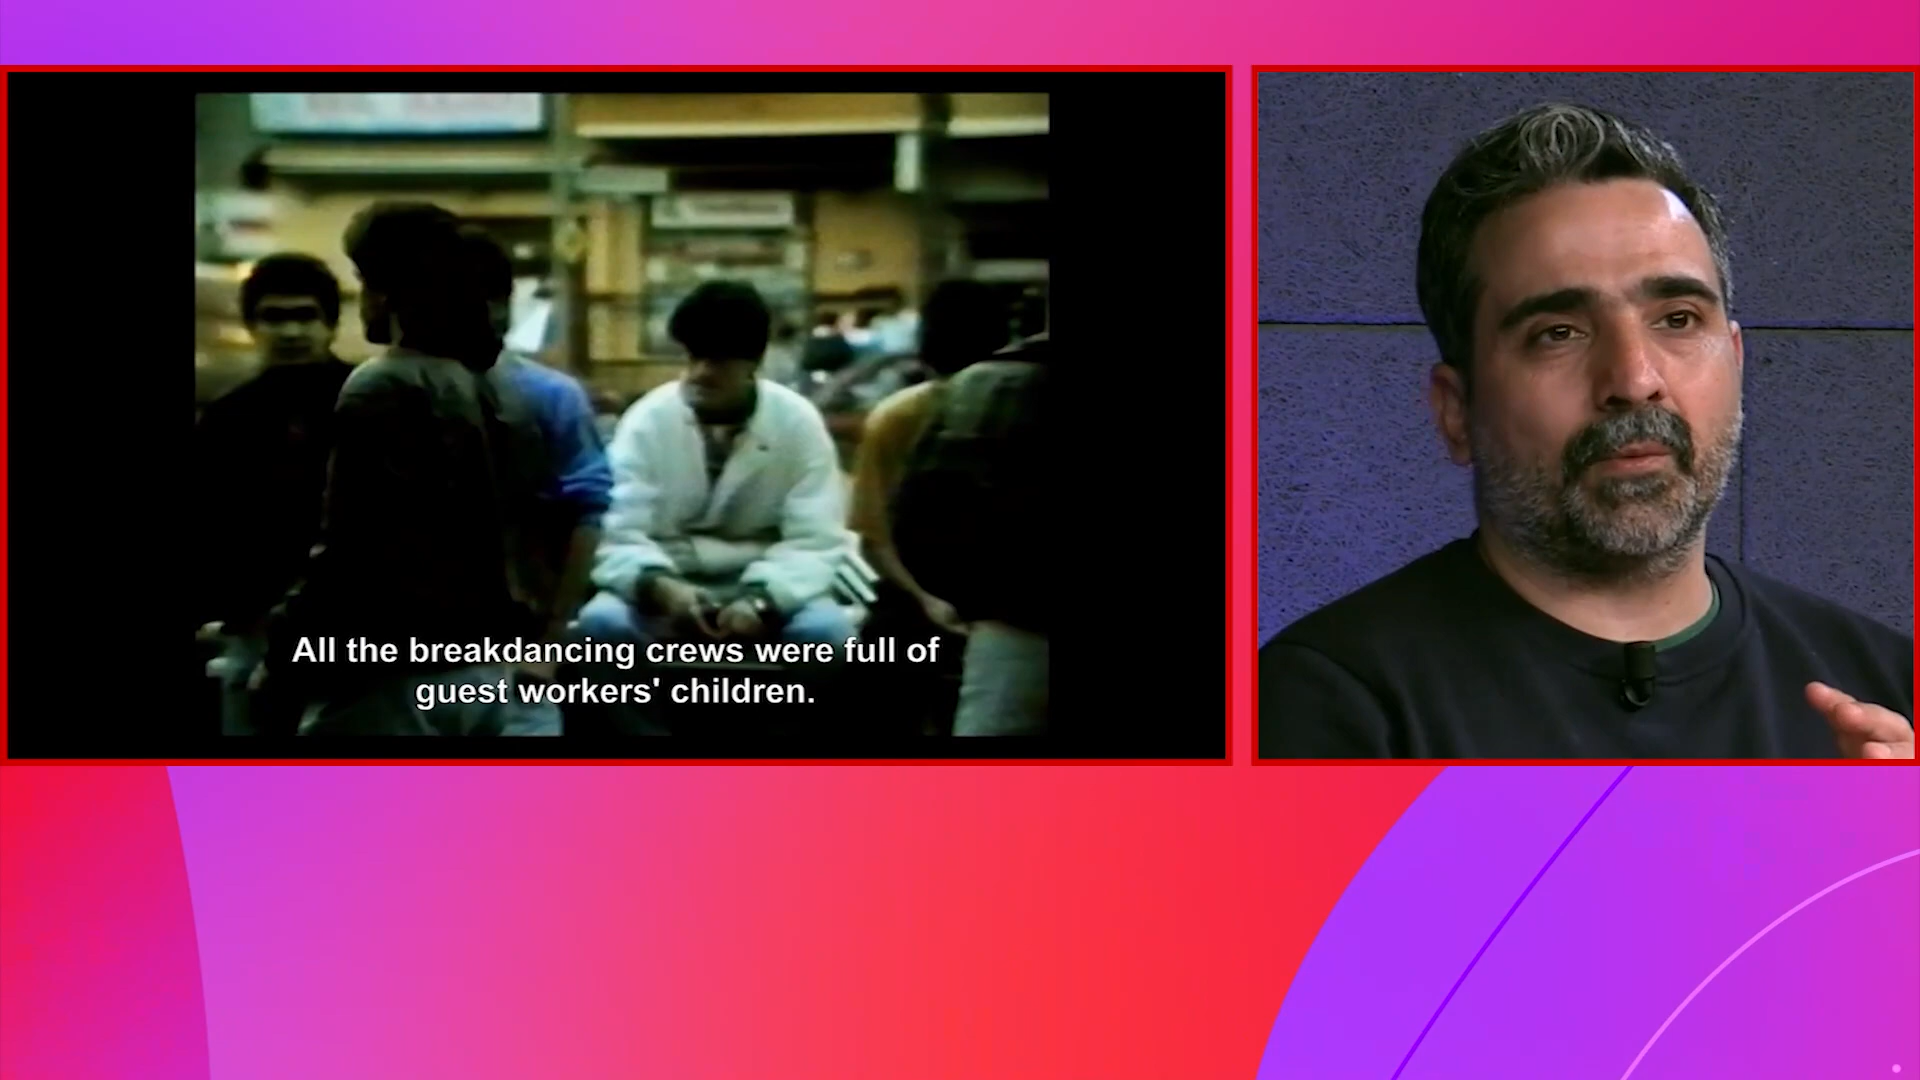 All the breakdancing crews were full of
guest workers' children.